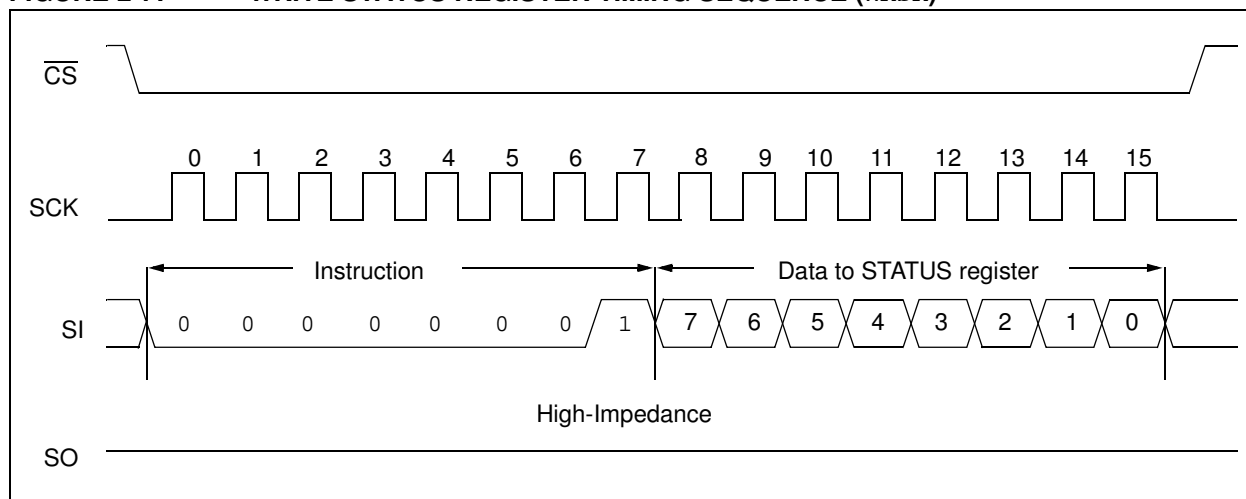 CS
0 1 2 3 4 5 6 7 8 9 10 11 12 13 14 15
SCK
Instruction Data to STATUS register
SI 0 0 0 0 0 0 0 1 7 6 5 4 3 2 1 0
High-Impedance
SO